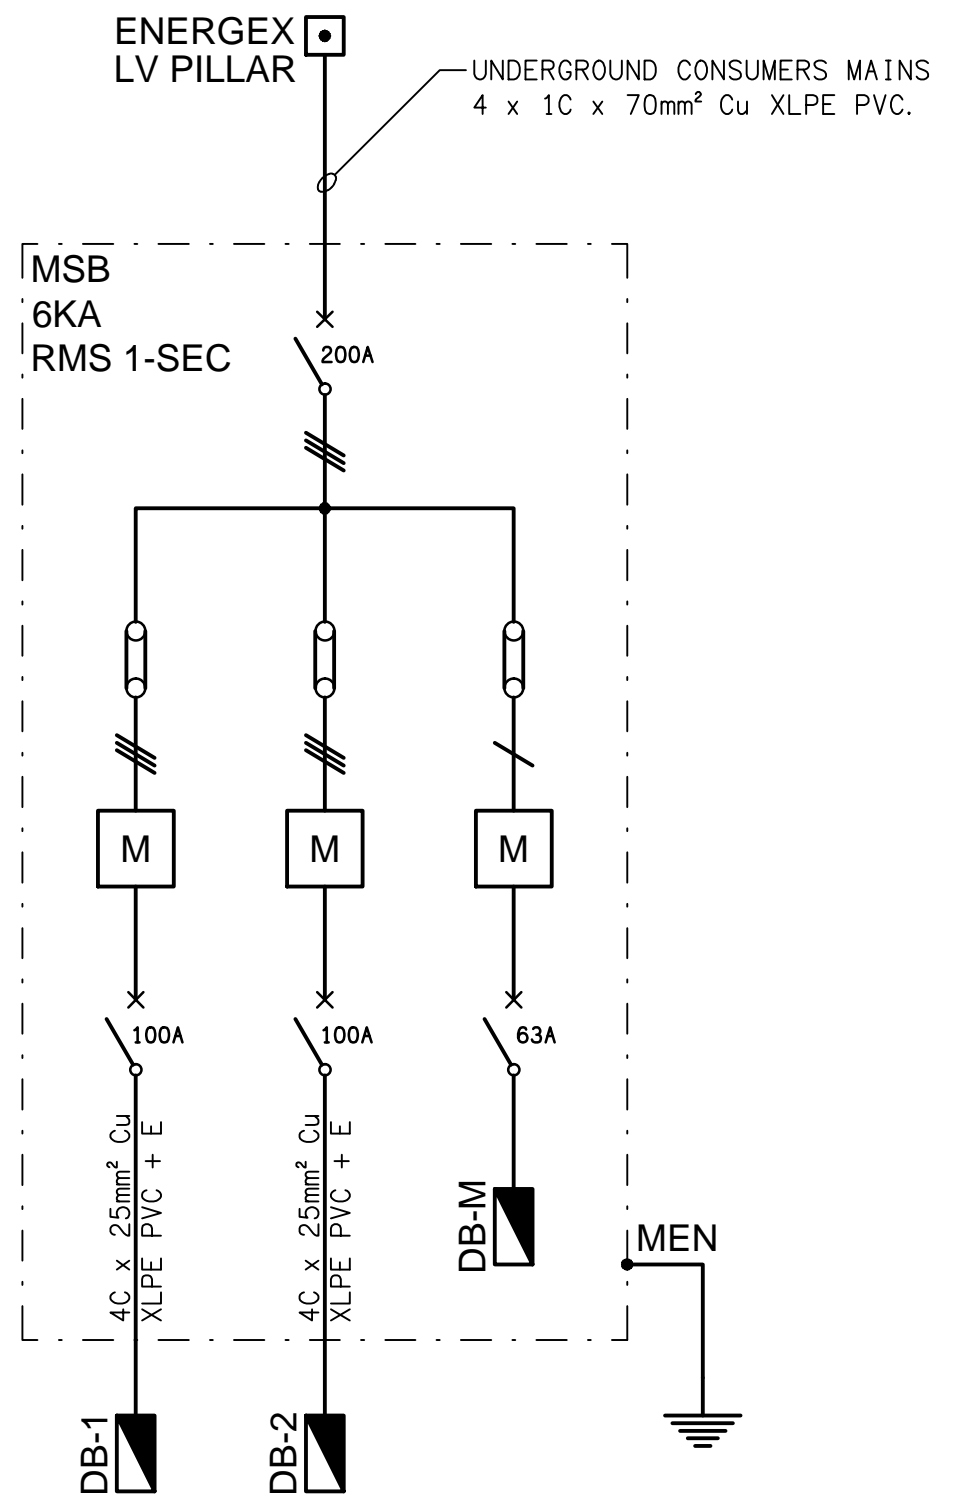 ENERGEX
LV PILLAR
UNDERGROUND CONSUMERS MAINS
4 x 1C x 70mm² Cu XLPE PVC.
MSB
6KA
RMS 1-SEC
200A
M
M
M
100A
100A
63A
4C x 25mm² Cu
XLPE PVC + E
4C x 25mm² Cu
XLPE PVC + E
DB-M
MEN
DB-1
DB-2